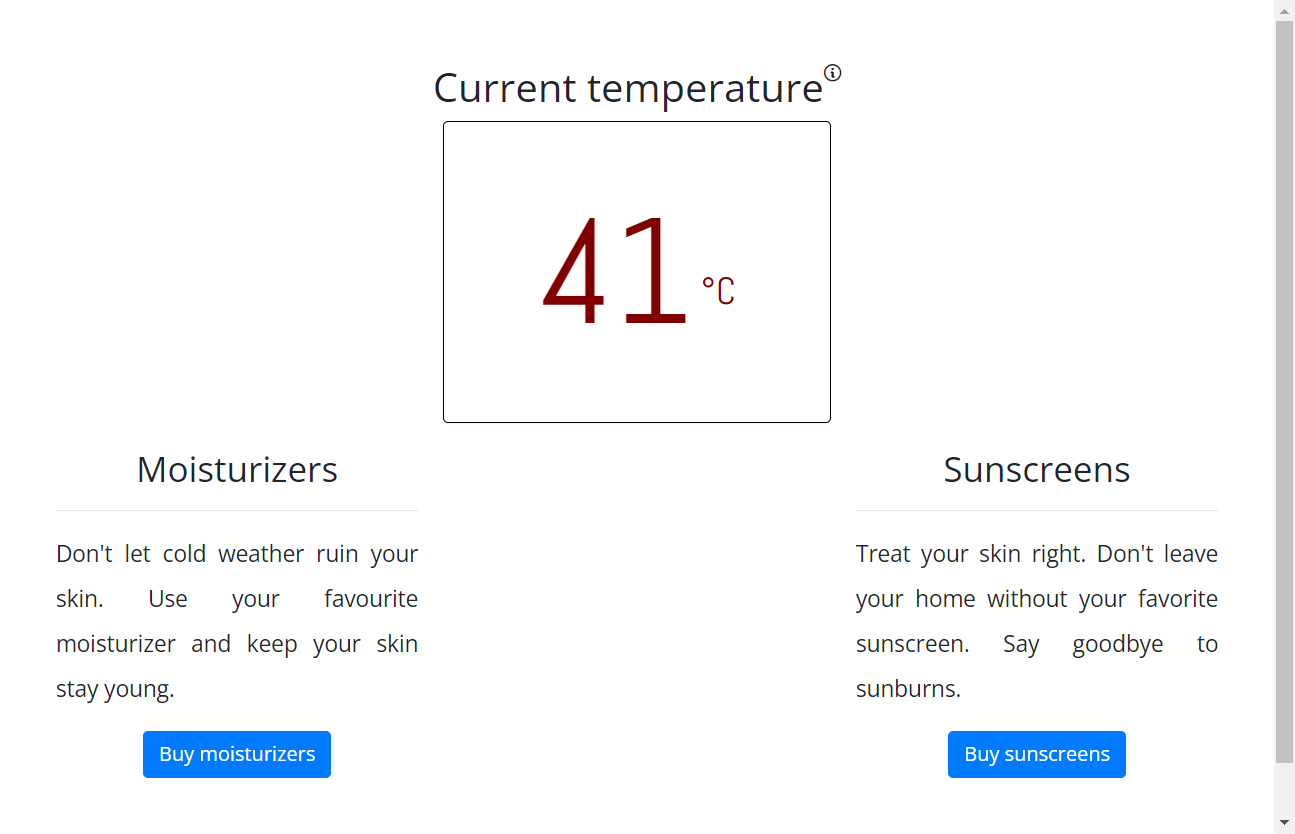 Current temperature
41 °C
Moisturizers
Don't let cold weather ruin your
skin. Use your favourite
moisturizer and keep your skin
stay young.
Buy moisturizers
Sunscreens
Treat your skin right. Don't leave
your home without your favorite
sunscreen. Say goodbye to
sunburns.
Buy sunscreens